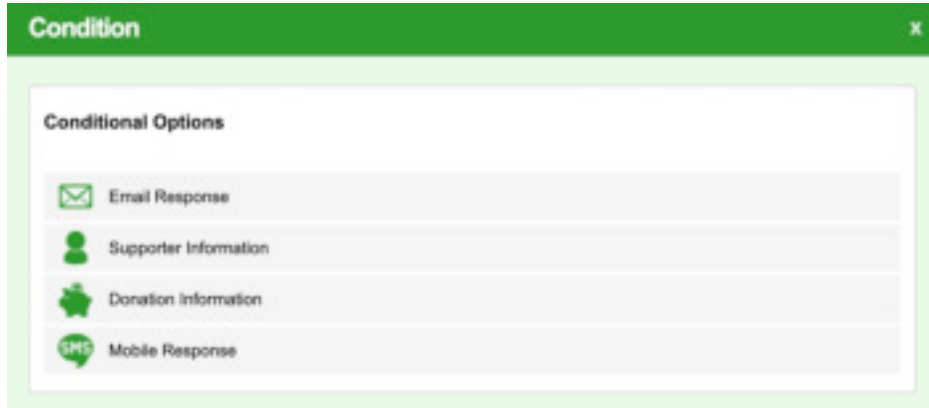 Condition
x
Conditional Options
Email Response
Supporter Information
Donation Information
SMS
Mobile Response